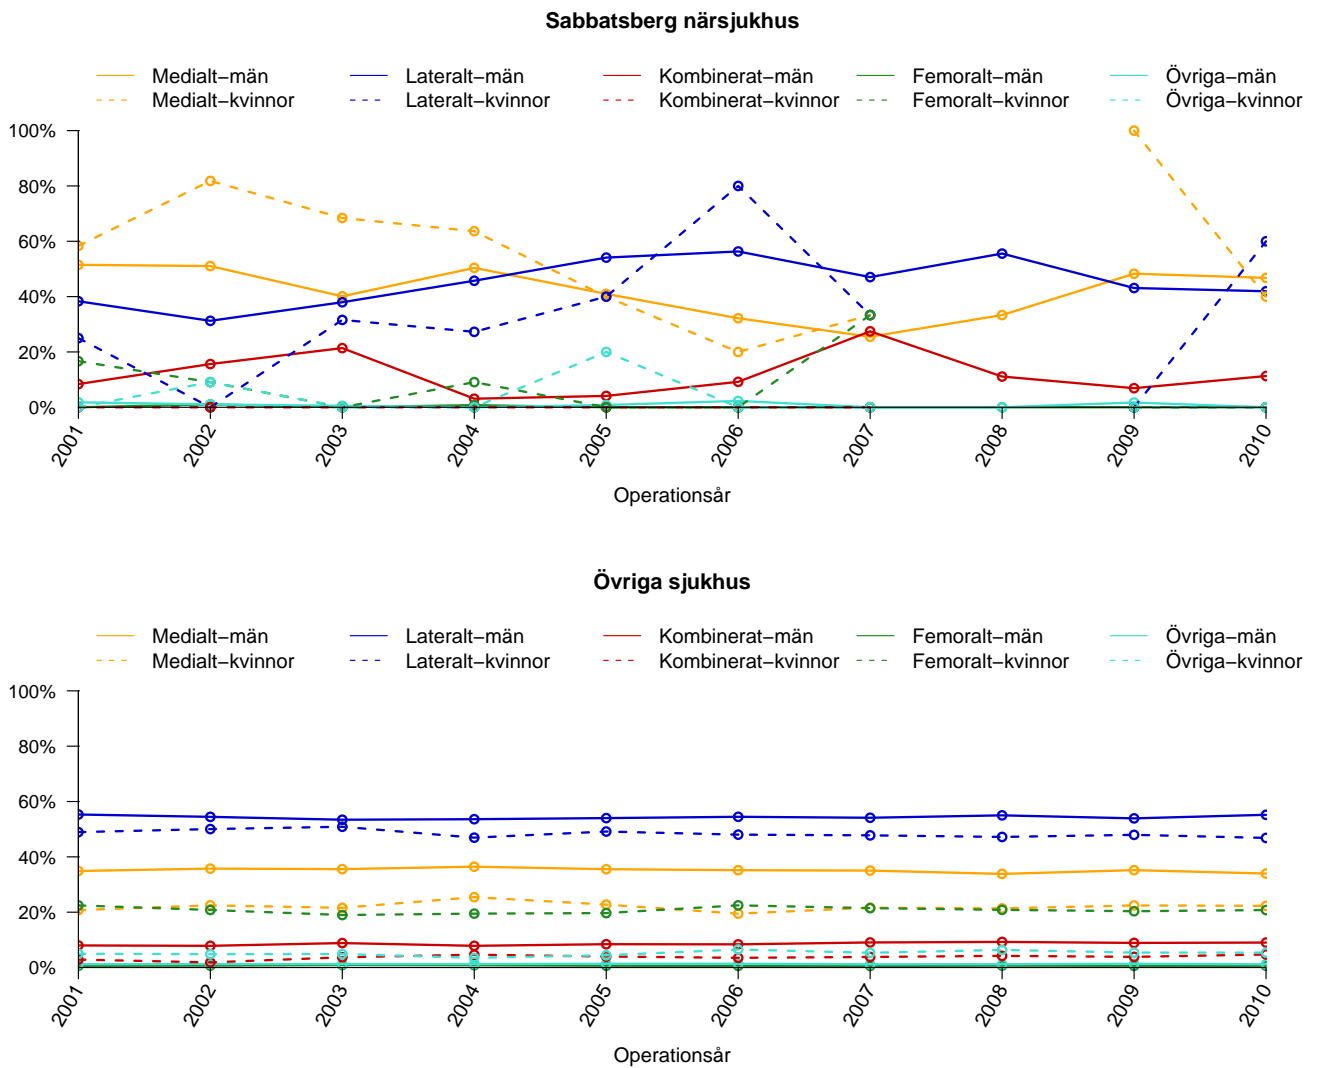 Sabbatsberg närsjukhus
Medialt−män Lateralt−män Kombinerat−män Femoralt−män Övriga−män
Medialt−kvinnor Lateralt−kvinnor Kombinerat−kvinnor Femoralt−kvinnor Övriga−kvinnor
100%
80%
60%
40%
20%
0%
2001 2002 2003 2004 2005 2006 2007 2008 2009 2010
Operationsår
Övriga sjukhus
Medialt−män Lateralt−män Kombinerat−män Femoralt−män Övriga−män
Medialt−kvinnor Lateralt−kvinnor Kombinerat−kvinnor Femoralt−kvinnor Övriga−kvinnor
100%
80%
60%
40%
20%
0%
2001 2002 2003 2004 2005 2006 2007 2008 2009 2010
Operationsår